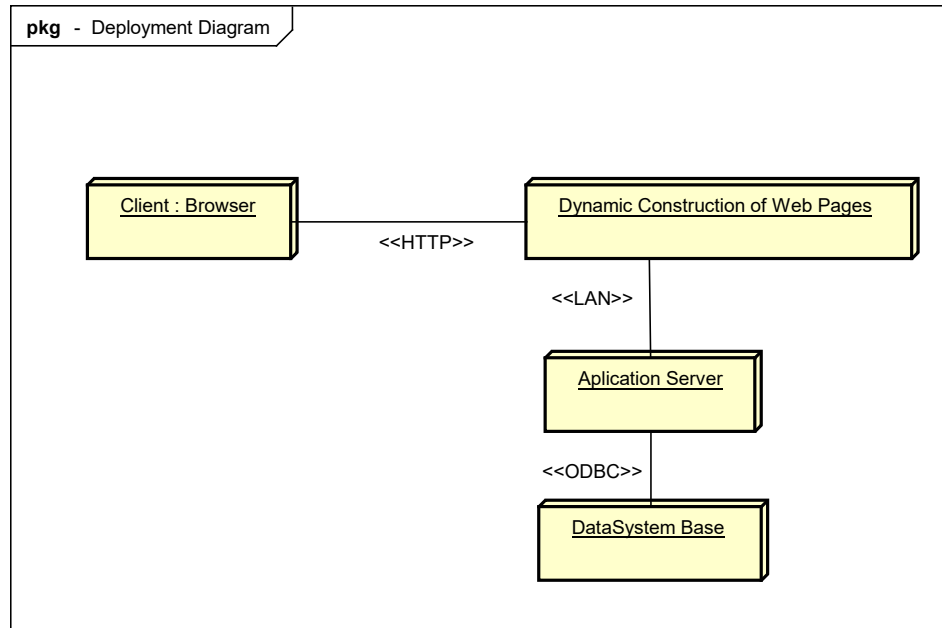 pkg - Deployment Diagram
Client : Browser
Dynamic Construction of Web Pages
<<HTTP>>
<<LAN>>
Aplication Server
<<ODBC>>
DataSystem Base